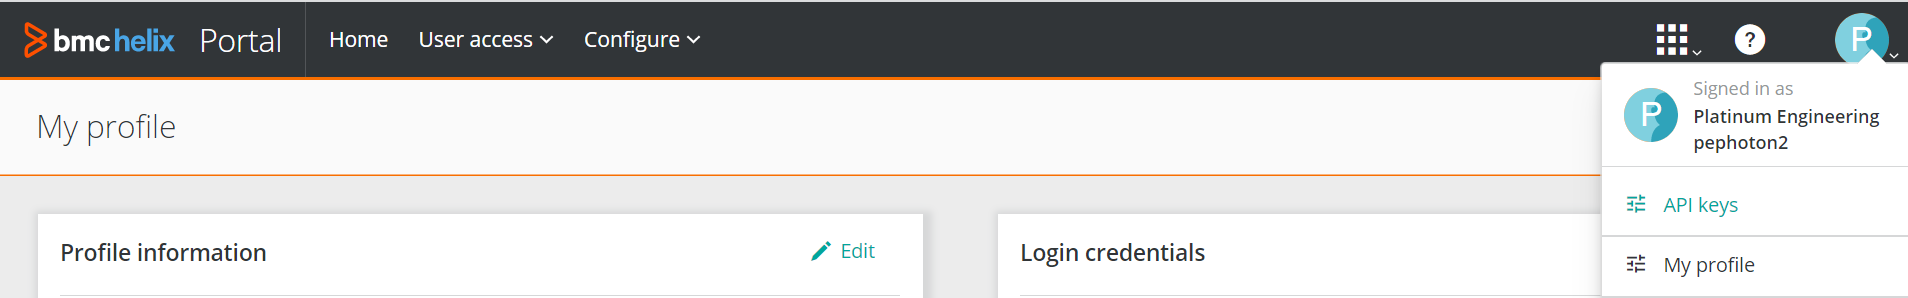 bmc helix Portal Home User access Configure ? P
Signed in as
P Platinum Engineering
pephoton2
My profile
API keys
Profile information Edit Login credentials
My profile